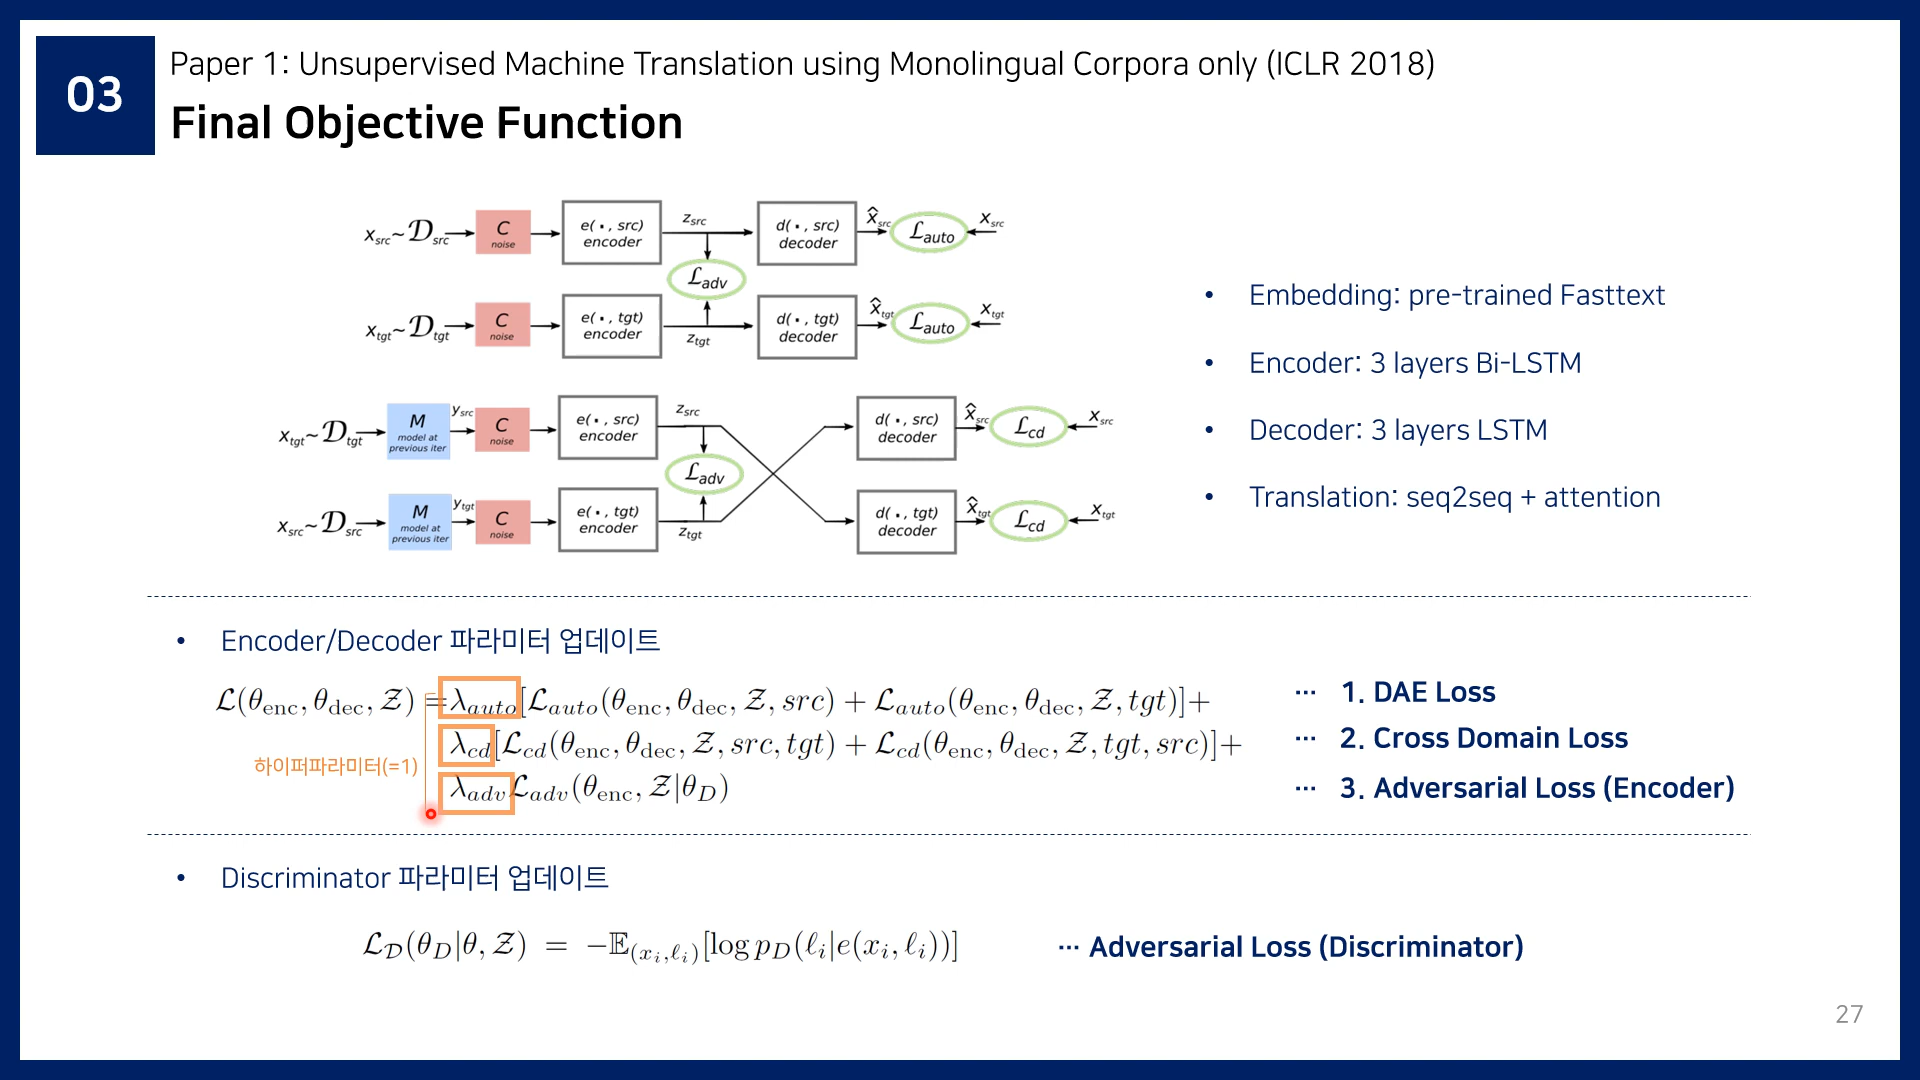 03
Paper 1: Unsupervised Machine Translation using Monolingual Corpora only (ICLR 2018)
Final Objective Function
x_src ~ 𝒟_src
C
noise
e(·, src)
encoder
z_src
d(·, src)
decoder
x̂_src
ℒ_auto
x_src
ℒ_adv
x_tgt ~ 𝒟_tgt
C
noise
e(·, tgt)
encoder
z_tgt
d(·, tgt)
decoder
x̂_tgt
ℒ_auto
x_tgt
x_tgt ~ 𝒟_tgt
M
model at
previous iter
y_src
C
noise
e(·, src)
encoder
z_src
d(·, src)
decoder
x̂_src
ℒ_cd
x_src
ℒ_adv
x_src ~ 𝒟_src
M
model at
previous iter
y_tgt
C
noise
e(·, tgt)
encoder
z_tgt
d(·, tgt)
decoder
x̂_tgt
ℒ_cd
x_tgt
• Embedding: pre-trained Fasttext
• Encoder: 3 layers Bi-LSTM
• Decoder: 3 layers LSTM
• Translation: seq2seq + attention
• Encoder/Decoder 파라미터 업데이트
ℒ(θ_enc, θ_dec, 𝒵) = λ_auto[ℒ_auto(θ_enc, θ_dec, 𝒵, src) + ℒ_auto(θ_enc, θ_dec, 𝒵, tgt)]+
··· 1. DAE Loss
λ_cd[ℒ_cd(θ_enc, θ_dec, 𝒵, src, tgt) + ℒ_cd(θ_enc, θ_dec, 𝒵, tgt, src)]+
··· 2. Cross Domain Loss
하이퍼파라미터(=1)
λ_adv ℒ_adv(θ_enc, 𝒵|θ_D)
··· 3. Adversarial Loss (Encoder)
• Discriminator 파라미터 업데이트
ℒ_𝒟(θ_D|θ, 𝒵) = −𝔼_(x_i,ℓ_i)[log p_D(ℓ_i|e(x_i, ℓ_i))]
··· Adversarial Loss (Discriminator)
27